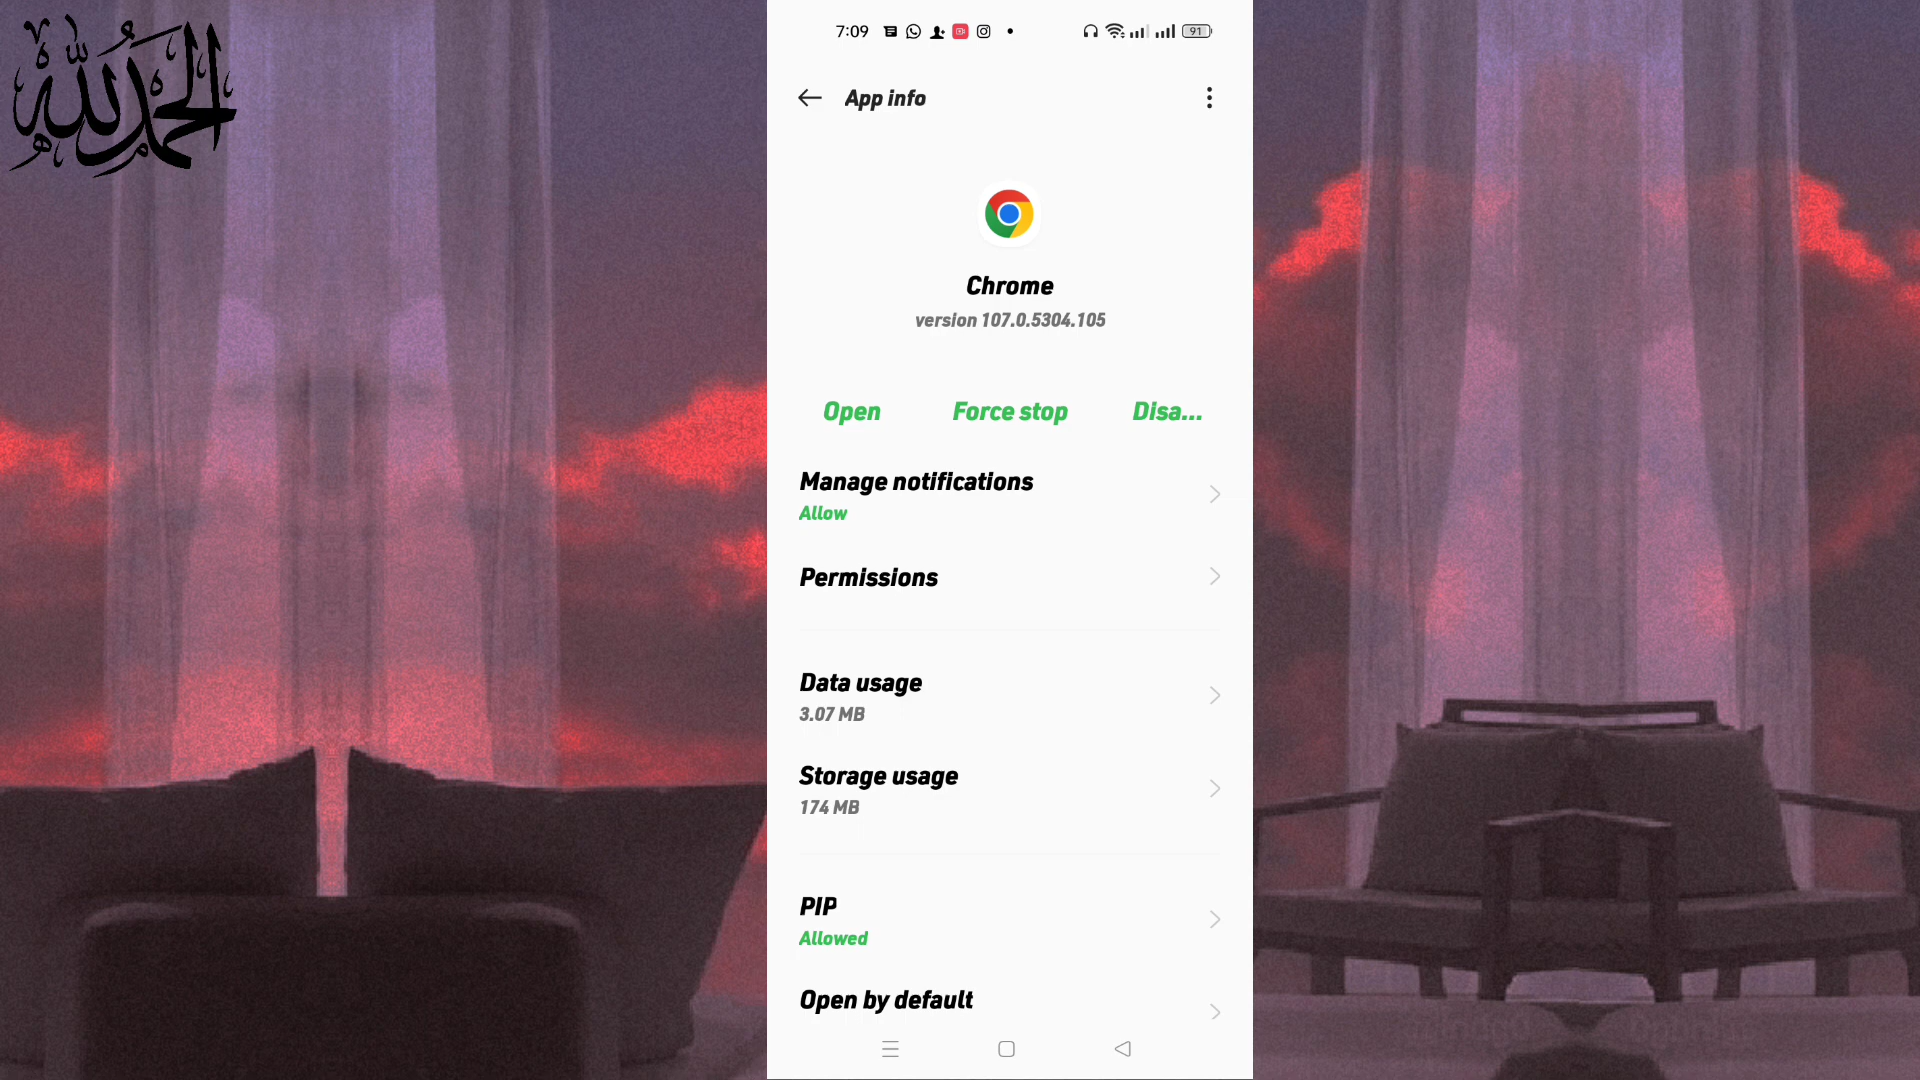 الحمد لله
7:09
91
App info
Chrome
version 107.0.5304.105
Open Force stop Disa...
Manage notifications
Allow
Permissions
Data usage
3.07 MB
Storage usage
174 MB
PIP
Allowed
Open by default